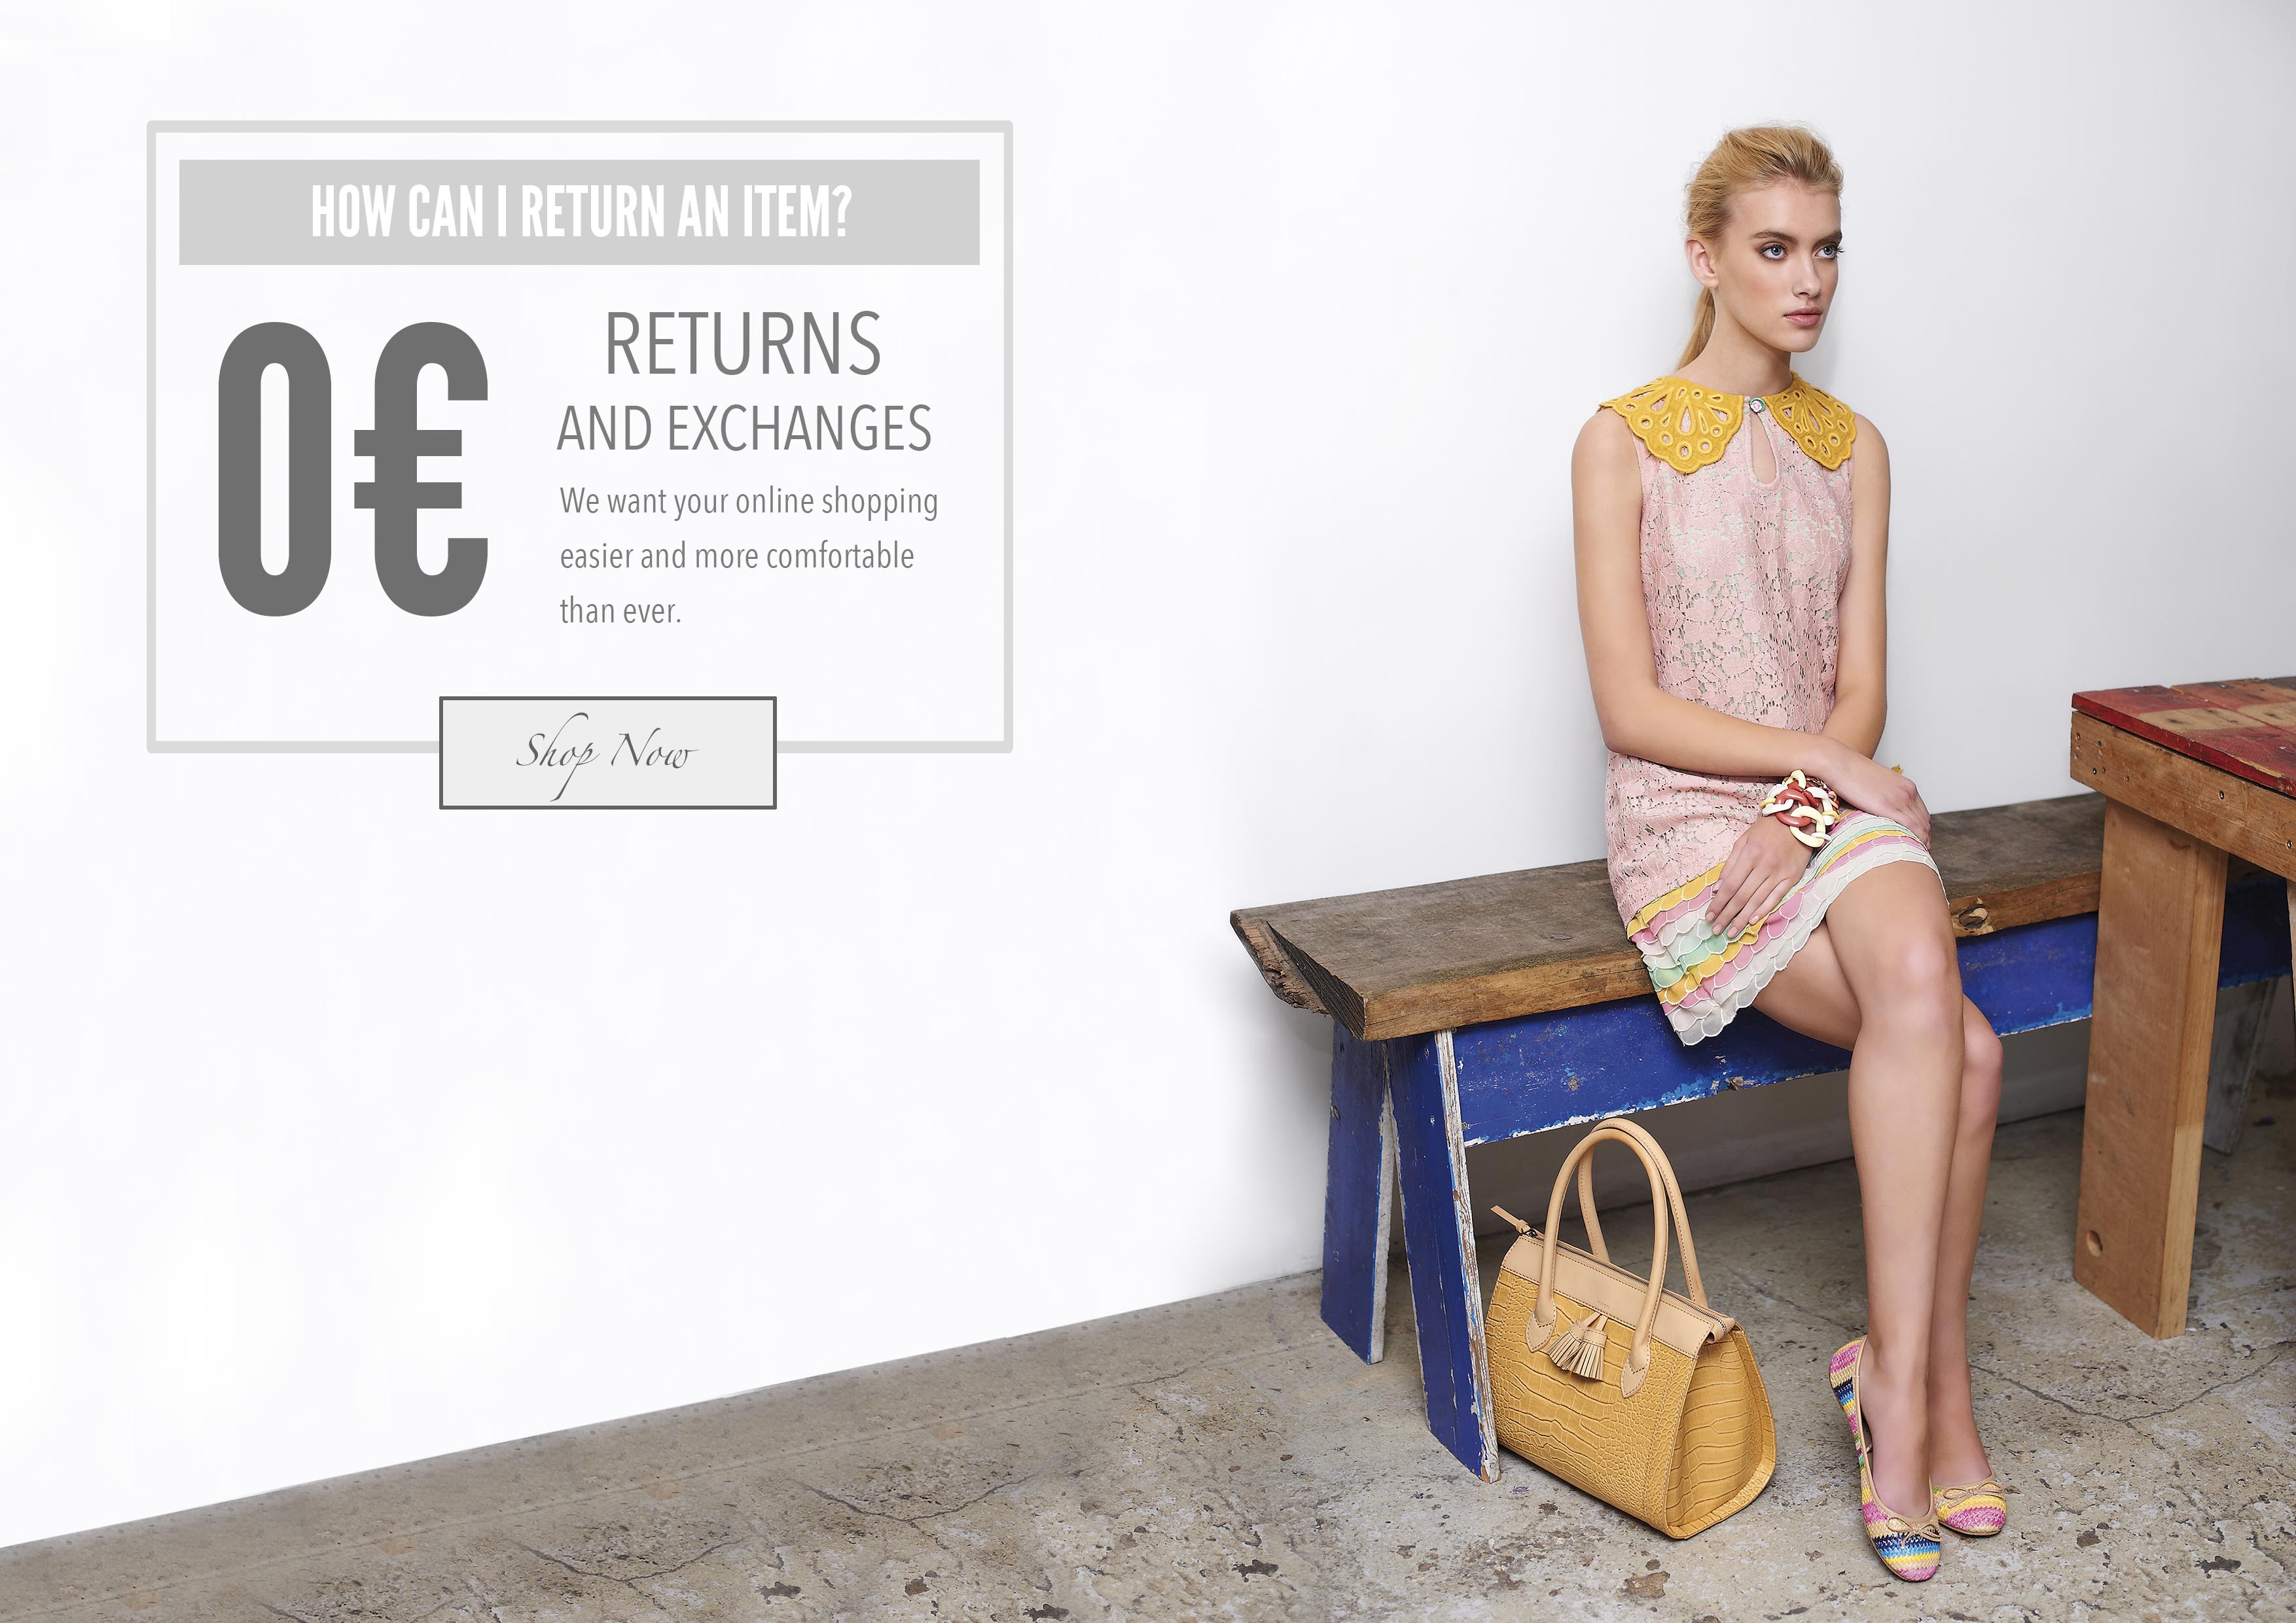 HOW CAN I RETURN AN ITEM?
0€
RETURNS
AND EXCHANGES
We want your online shopping
easier and more comfortable
than ever.
Shop Now